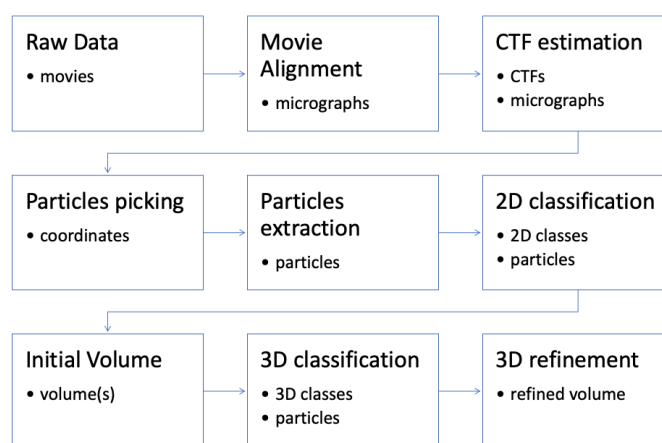 Raw Data
• movies
Movie
Alignment
• micrographs
CTF estimation
• CTFs
• micrographs
Particles picking
• coordinates
Particles
extraction
• particles
2D classification
• 2D classes
• particles
Initial Volume
• volume(s)
3D classification
• 3D classes
• particles
3D refinement
• refined volume